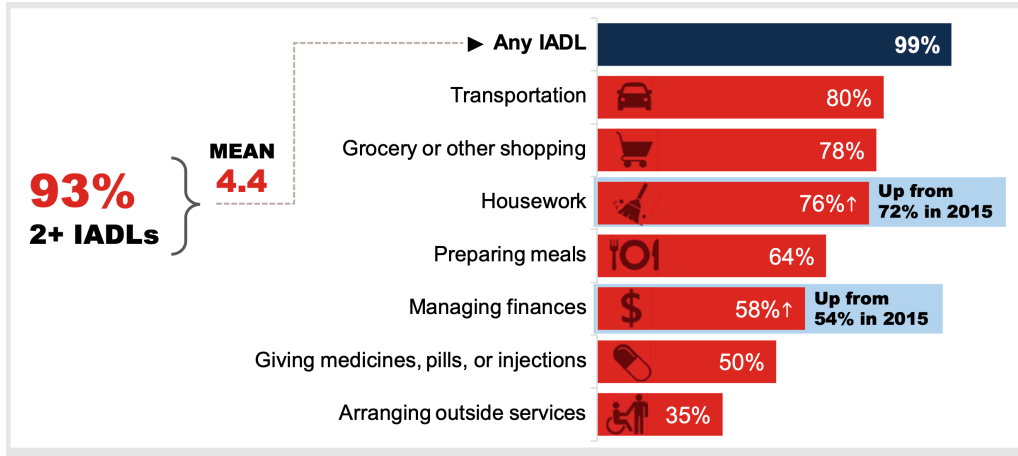 Any IADL
99%
Transportation
80%
Grocery or other shopping
78%
MEAN
4.4
93%
2+ IADLs
Housework
76%↑
Up from
72% in 2015
Preparing meals
64%
Managing finances
$
58%↑
Up from
54% in 2015
Giving medicines, pills, or injections
50%
Arranging outside services
35%